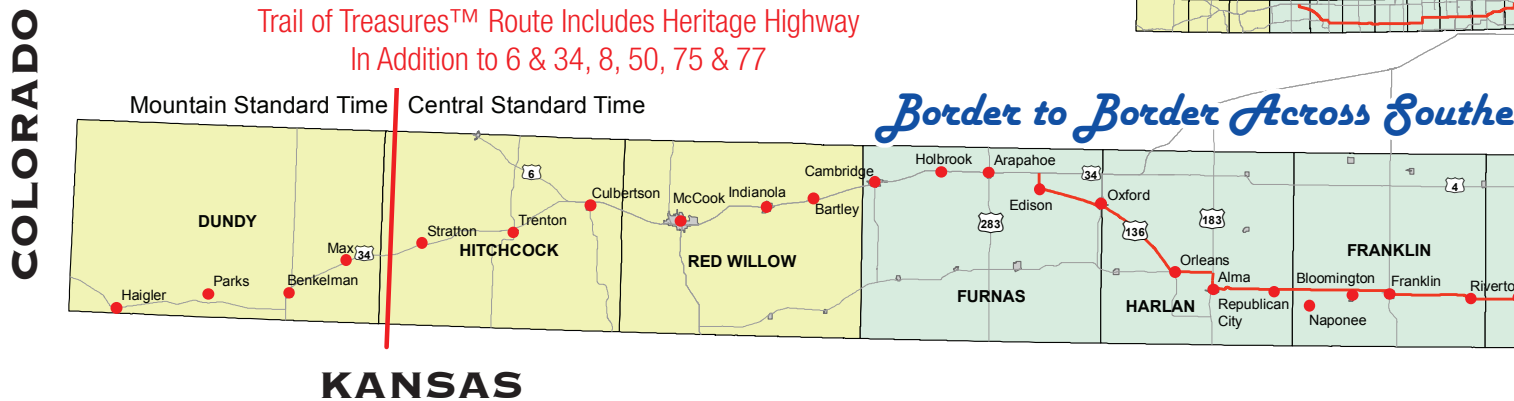 COLORADO
Trail of Treasures™ Route Includes Heritage Highway
In Addition to 6 & 34, 8, 50, 75 & 77
Mountain Standard Time
Central Standard Time
Border to Border Across Southe
DUNDY
Haigler
Parks
Benkelman
Max
34
Stratton
HITCHCOCK
Trenton
6
Culbertson
McCook
Indianola
RED WILLOW
Bartley
Cambridge
Holbrook
Arapahoe
34
Edison
283
FURNAS
Oxford
136
183
Orleans
Alma
HARLAN
Republican
City
4
FRANKLIN
Bloomington
Franklin
Naponee
Riverto
KANSAS